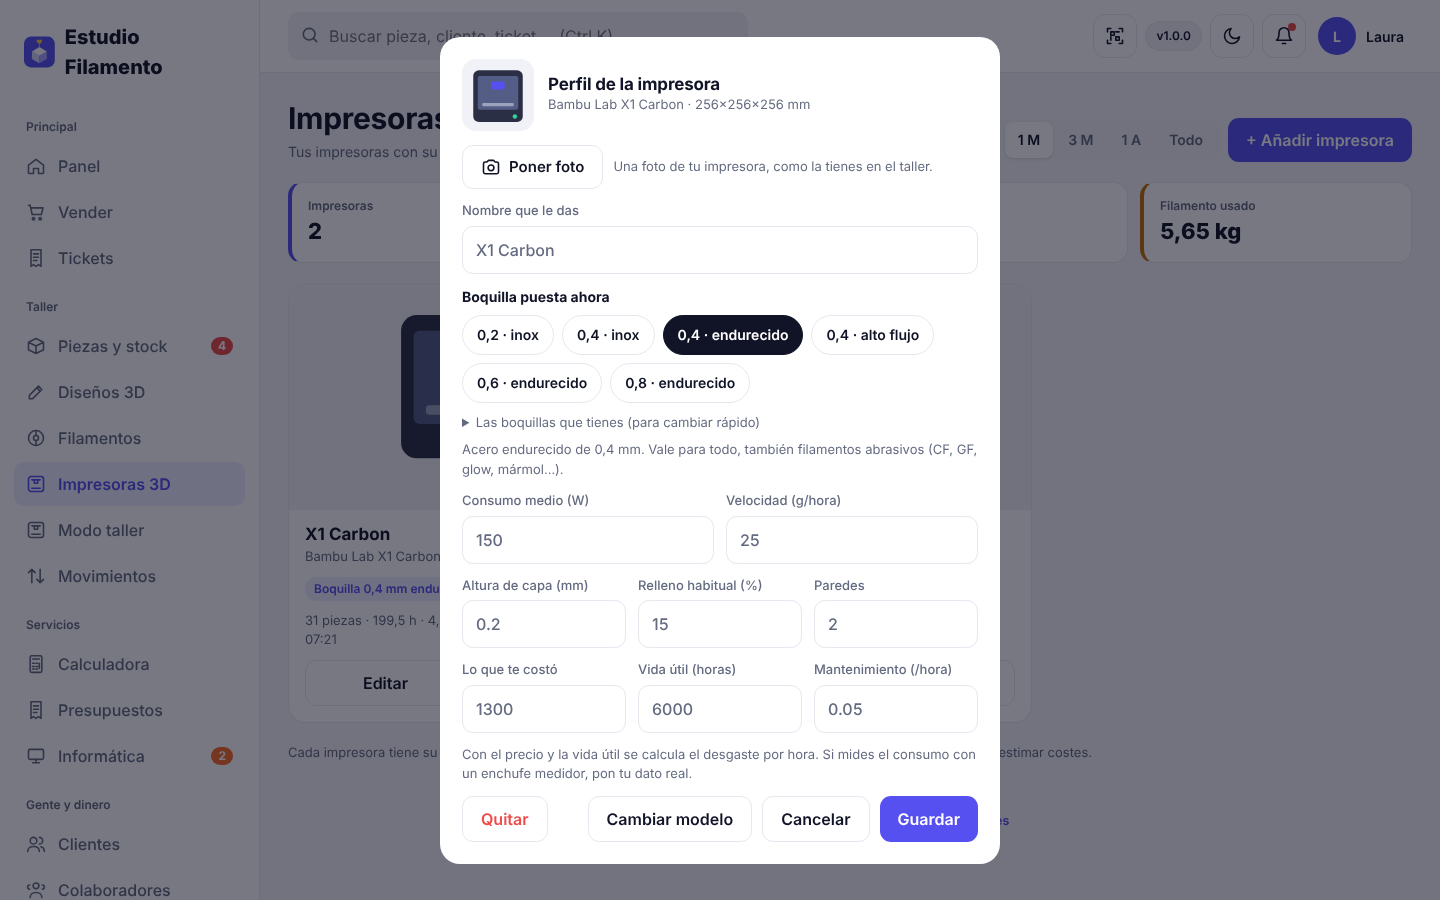 Estudio
Filamento
Principal
Panel
Vender
Tickets
Taller
Piezas y stock
4
Diseños 3D
Filamentos
Impresoras 3D
Modo taller
Movimientos
Servicios
Calculadora
Presupuestos
Informática
2
Gente y dinero
Clientes
Colaboradores
Buscar pieza, cliente, ticket… (Ctrl K)
v1.0.0
L
Laura
Impresoras
Tus impresoras con su
1 M
3 M
1 A
Todo
+ Añadir impresora
Impresoras
2
Filamento usado
5,65 kg
X1 Carbon
Bambu Lab X1 Carbon
Boquilla 0,4 mm endu
31 piezas · 199,5 h · 4,
07:21
Editar
Cada impresora tiene su
estimar costes.
es
Perfil de la impresora
Bambu Lab X1 Carbon · 256×256×256 mm
Poner foto
Una foto de tu impresora, como la tienes en el taller.
Nombre que le das
X1 Carbon
Boquilla puesta ahora
0,2 · inox
0,4 · inox
0,4 · endurecido
0,4 · alto flujo
0,6 · endurecido
0,8 · endurecido
Las boquillas que tienes (para cambiar rápido)
Acero endurecido de 0,4 mm. Vale para todo, también filamentos abrasivos (CF, GF,
glow, mármol…).
Consumo medio (W)
Velocidad (g/hora)
150
25
Altura de capa (mm)
Relleno habitual (%)
Paredes
0.2
15
2
Lo que te costó
Vida útil (horas)
Mantenimiento (/hora)
1300
6000
0.05
Con el precio y la vida útil se calcula el desgaste por hora. Si mides el consumo con
un enchufe medidor, pon tu dato real.
Quitar
Cambiar modelo
Cancelar
Guardar